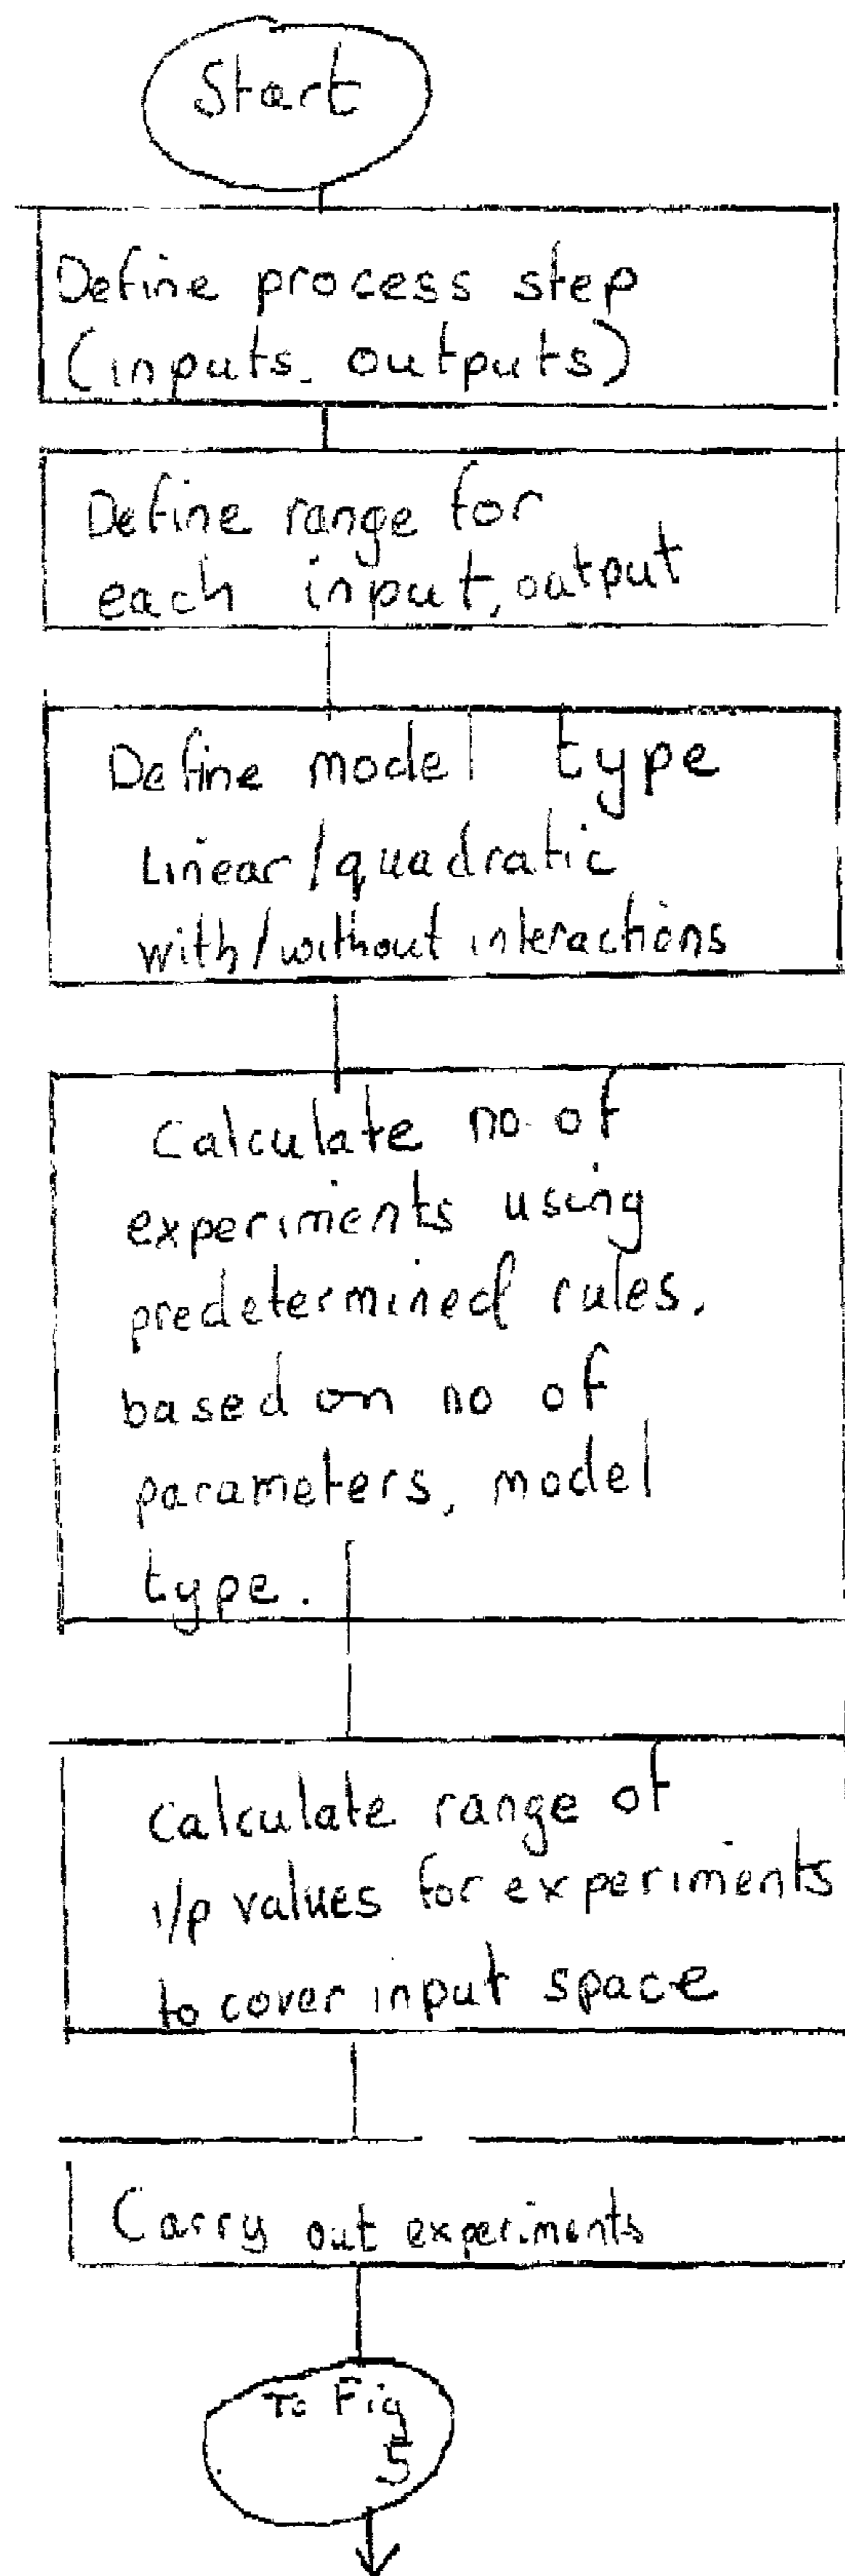 Start
Define process step
(inputs, outputs)
Define range for
each input, output
Define model type
Linear/quadratic
with/without interactions
Calculate no. of
experiments using
predetermined rules,
based on no of
parameters, model
type.
Calculate range of
i/p values for experiments
to cover input space
Carry out experiments
To Fig
5